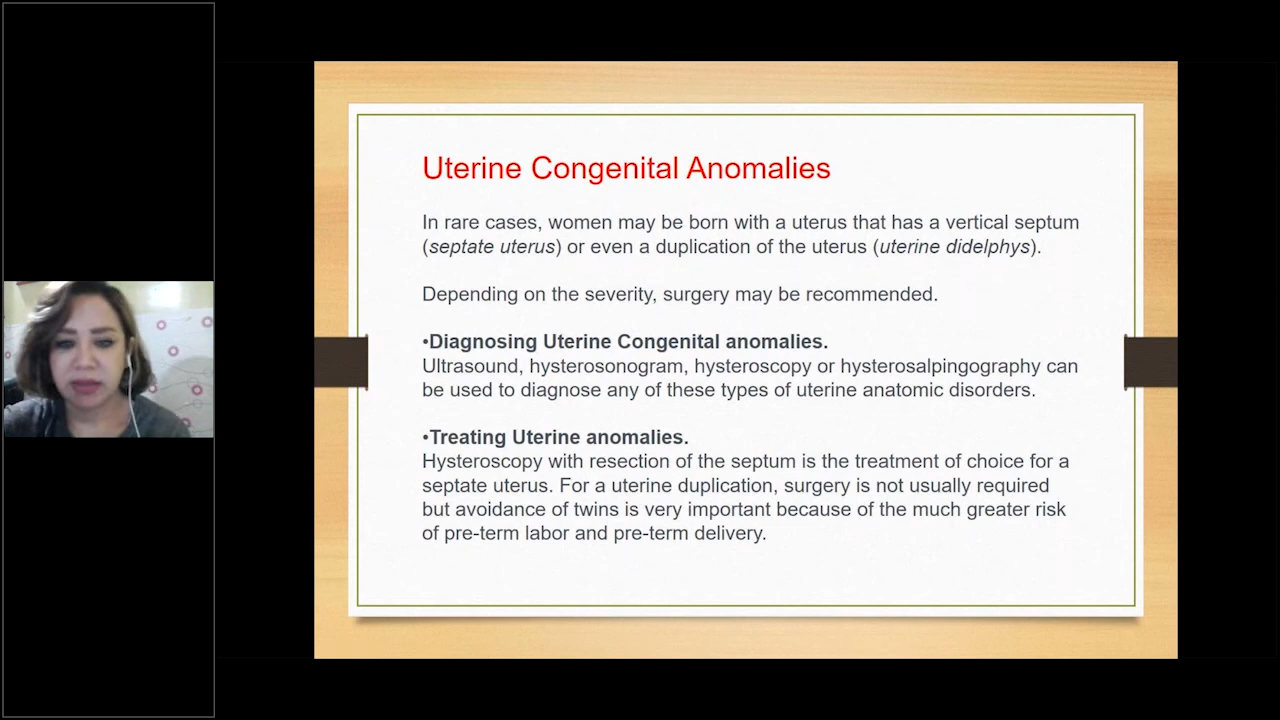 Uterine Congenital Anomalies
In rare cases, women may be born with a uterus that has a vertical septum
(septate uterus) or even a duplication of the uterus (uterine didelphys).
Depending on the severity, surgery may be recommended.
•Diagnosing Uterine Congenital anomalies.
Ultrasound, hysterosonogram, hysteroscopy or hysterosalpingography can
be used to diagnose any of these types of uterine anatomic disorders.
•Treating Uterine anomalies.
Hysteroscopy with resection of the septum is the treatment of choice for a
septate uterus. For a uterine duplication, surgery is not usually required
but avoidance of twins is very important because of the much greater risk
of pre-term labor and pre-term delivery.